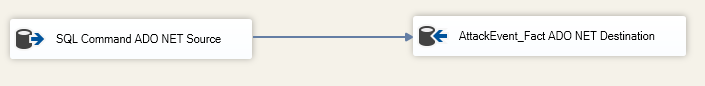 SQL Command ADO NET Source
AttackEvent_Fact ADO NET Destination